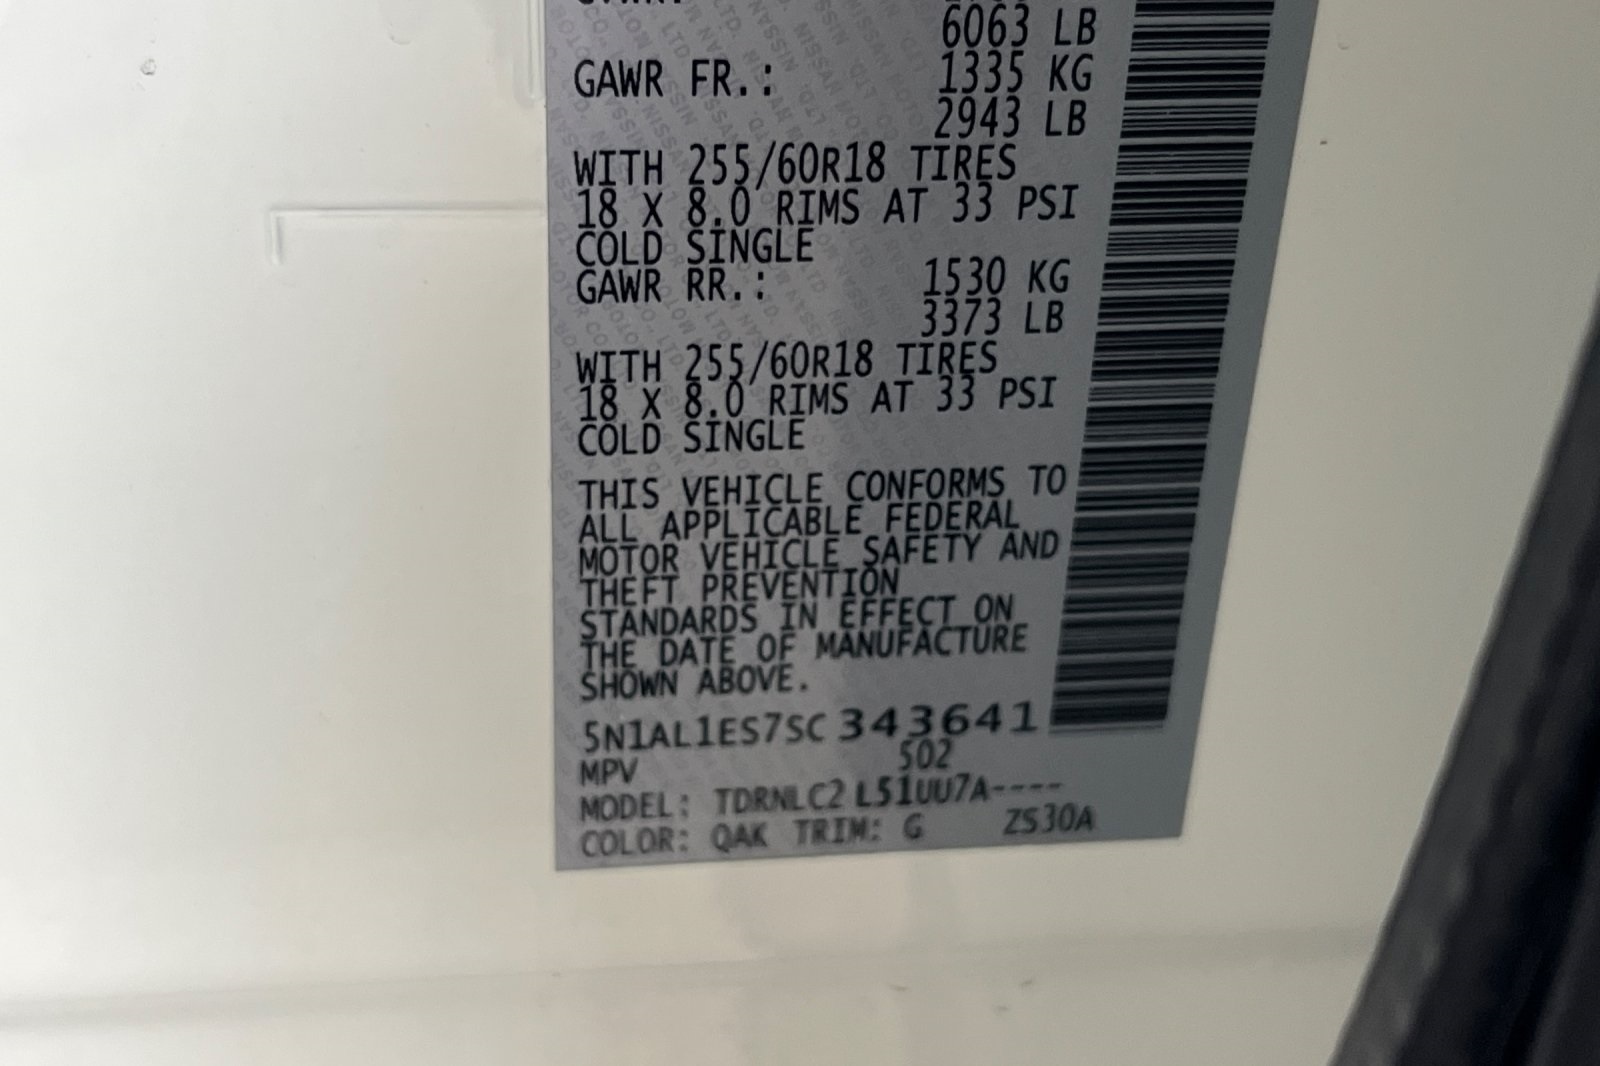 6063 LB
GAWR FR.: 1335 KG
2943 LB
WITH 255/60R18 TIRES
18 X 8.0 RIMS AT 33 PSI
COLD SINGLE
GAWR RR.: 1530 KG
3373 LB
WITH 255/60R18 TIRES
18 X 8.0 RIMS AT 33 PSI
COLD SINGLE
THIS VEHICLE CONFORMS TO
ALL APPLICABLE FEDERAL
MOTOR VEHICLE SAFETY AND
THEFT PREVENTION
STANDARDS IN EFFECT ON
THE DATE OF MANUFACTURE
SHOWN ABOVE.
5N1AL1ES7SC343641
MPV 502
MODEL: TDRNLC2 L51UU7A----
COLOR: QAK TRIM: G ZS30A